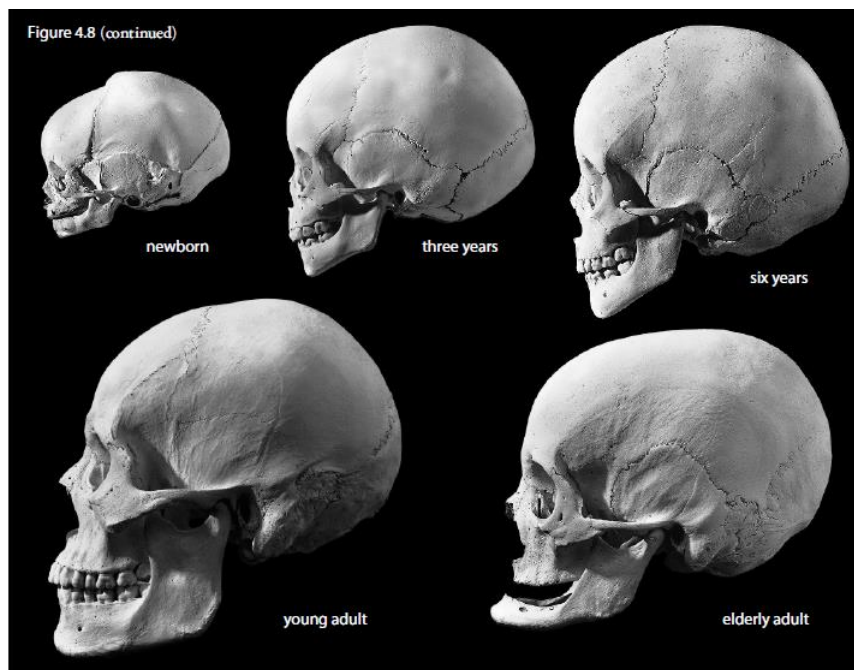 Figure 4.8 (continued)
newborn
three years
six years
young adult
elderly adult